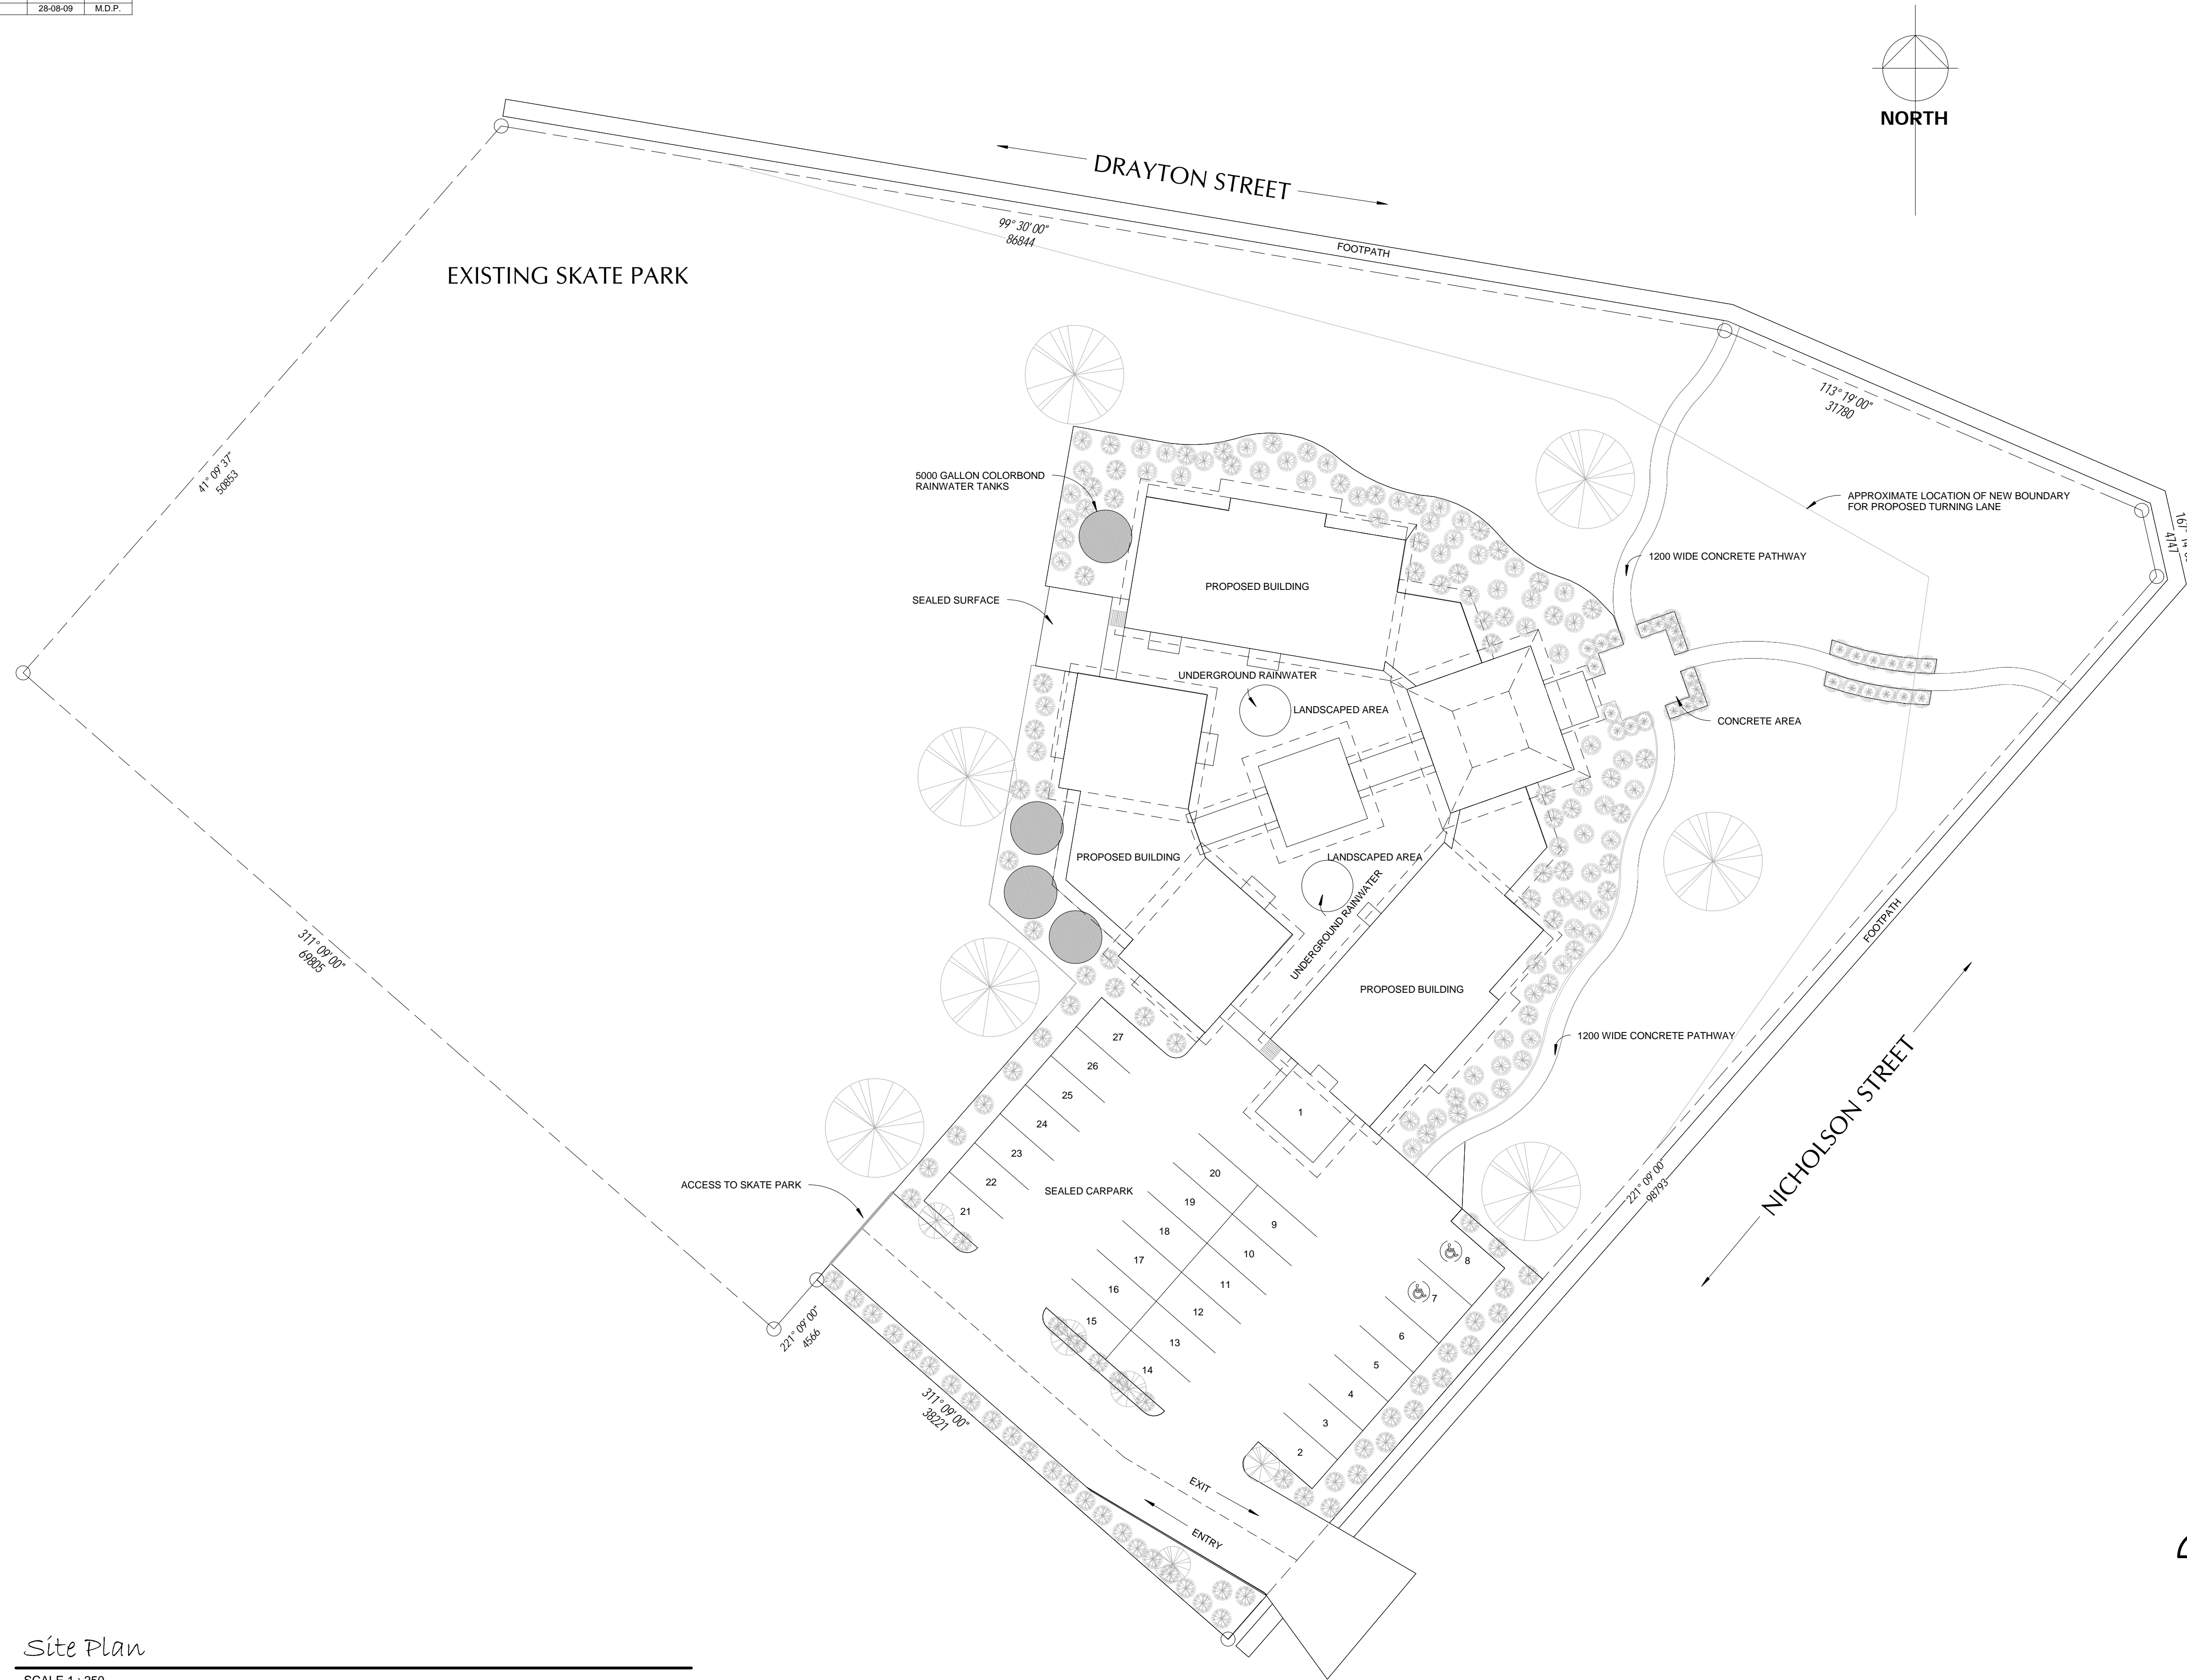 28-08-09 M.D.P.
NORTH
DRAYTON STREET
99° 30' 00"
86844
FOOTPATH
EXISTING SKATE PARK
113° 19' 00"
31780
41° 09' 37"
50853
5000 GALLON COLORBOND
RAINWATER TANKS
APPROXIMATE LOCATION OF NEW BOUNDARY
FOR PROPOSED TURNING LANE
4747
1200 WIDE CONCRETE PATHWAY
PROPOSED BUILDING
SEALED SURFACE
UNDERGROUND RAINWATER
LANDSCAPED AREA
CONCRETE AREA
PROPOSED BUILDING
LANDSCAPED AREA
UNDERGROUND RAINWATER
FOOTPATH
311° 09' 00"
69805
PROPOSED BUILDING
1200 WIDE CONCRETE PATHWAY
NICHOLSON STREET
221° 09' 00"
98793
27
26
25
24
23
22
21
1
ACCESS TO SKATE PARK
SEALED CARPARK
20
19
18
17
16
15
9
10
11
12
13
14
8
7
6
5
4
3
2
221° 09' 00"
4566
311° 09' 00"
38221
EXIT
ENTRY
Site Plan
SCALE 1 : 250